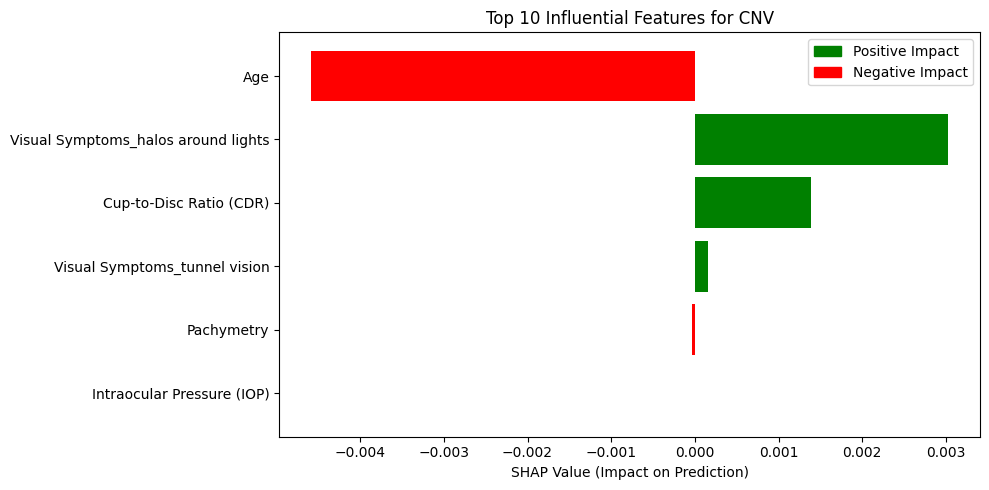 Top 10 Influential Features for CNV
Positive Impact
Negative Impact
Age
Visual Symptoms_halos around lights
Cup-to-Disc Ratio (CDR)
Visual Symptoms_tunnel vision
Pachymetry
Intraocular Pressure (IOP)
−0.004 −0.003 −0.002 −0.001 0.000 0.001 0.002 0.003
SHAP Value (Impact on Prediction)